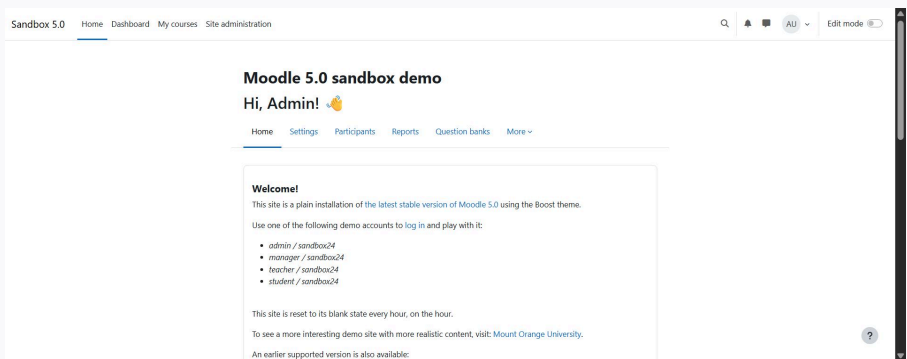 Sandbox 5.0 Home Dashboard My courses Site administration AU Edit mode
Moodle 5.0 sandbox demo
Hi, Admin! 👋
Home Settings Participants Reports Question banks More
Welcome!
This site is a plain installation of the latest stable version of Moodle 5.0 using the Boost theme.
Use one of the following demo accounts to log in and play with it:
• admin / sandbox24
• manager / sandbox24
• teacher / sandbox24
• student / sandbox24
This site is reset to its blank state every hour, on the hour.
To see a more interesting demo site with more realistic content, visit: Mount Orange University.
?
An earlier supported version is also available: